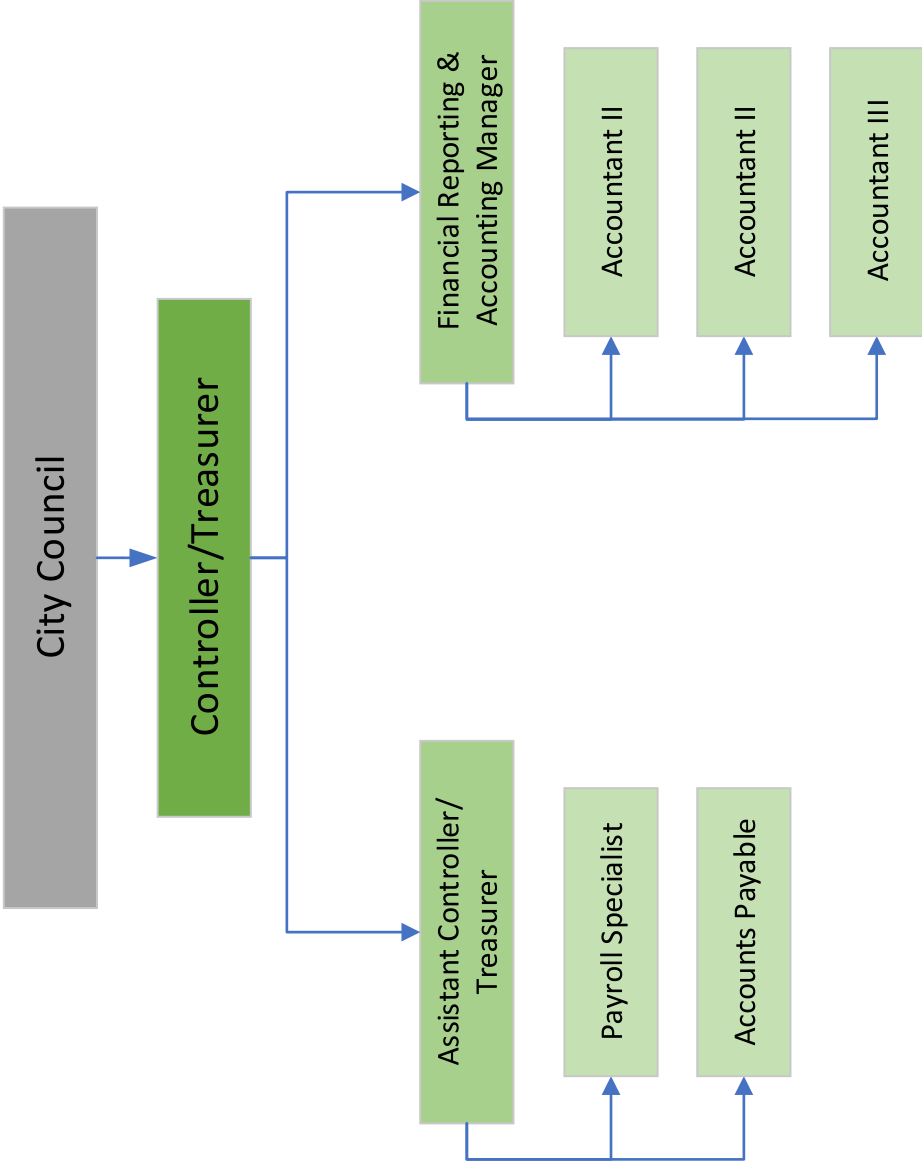 City Council
Controller/Treasurer
Assistant Controller/
Treasurer
Payroll Specialist
Accounts Payable
Financial Reporting &
Accounting Manager
Accountant II
Accountant II
Accountant III